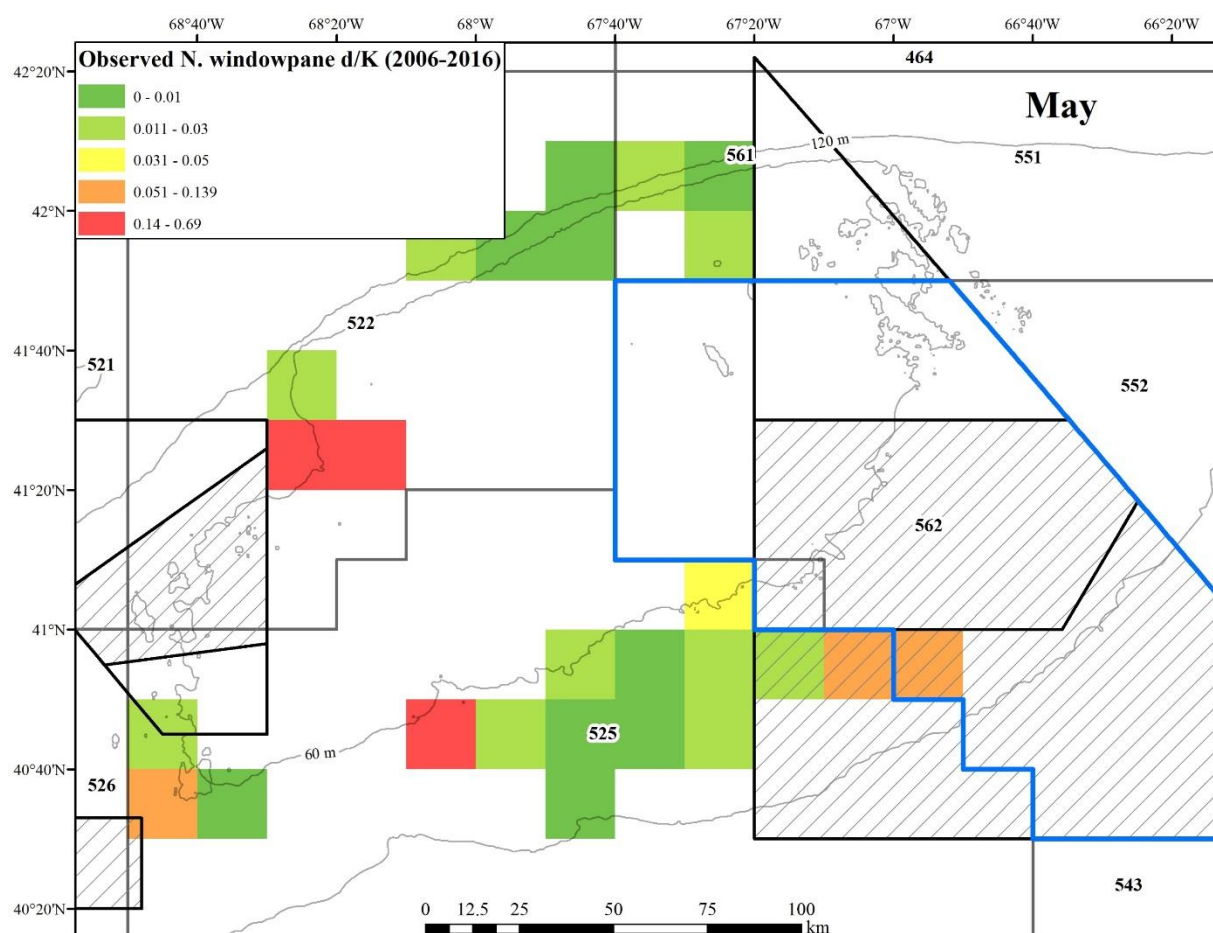 68°40'W 68°20'W 68°W 67°40'W 67°20'W 67°W 66°40'W 66°20'W
Observed N. windowpane d/K (2006-2016)
0 - 0.01
0.011 - 0.03
0.031 - 0.05
0.051 - 0.139
0.14 - 0.69
May
464
120 m
561
551
42°20'N
42°N
522
41°40'N
521
552
41°20'N
562
41°N
525
60 m
40°40'N
526
543
40°20'N
0 12.5 25 50 75 100
km